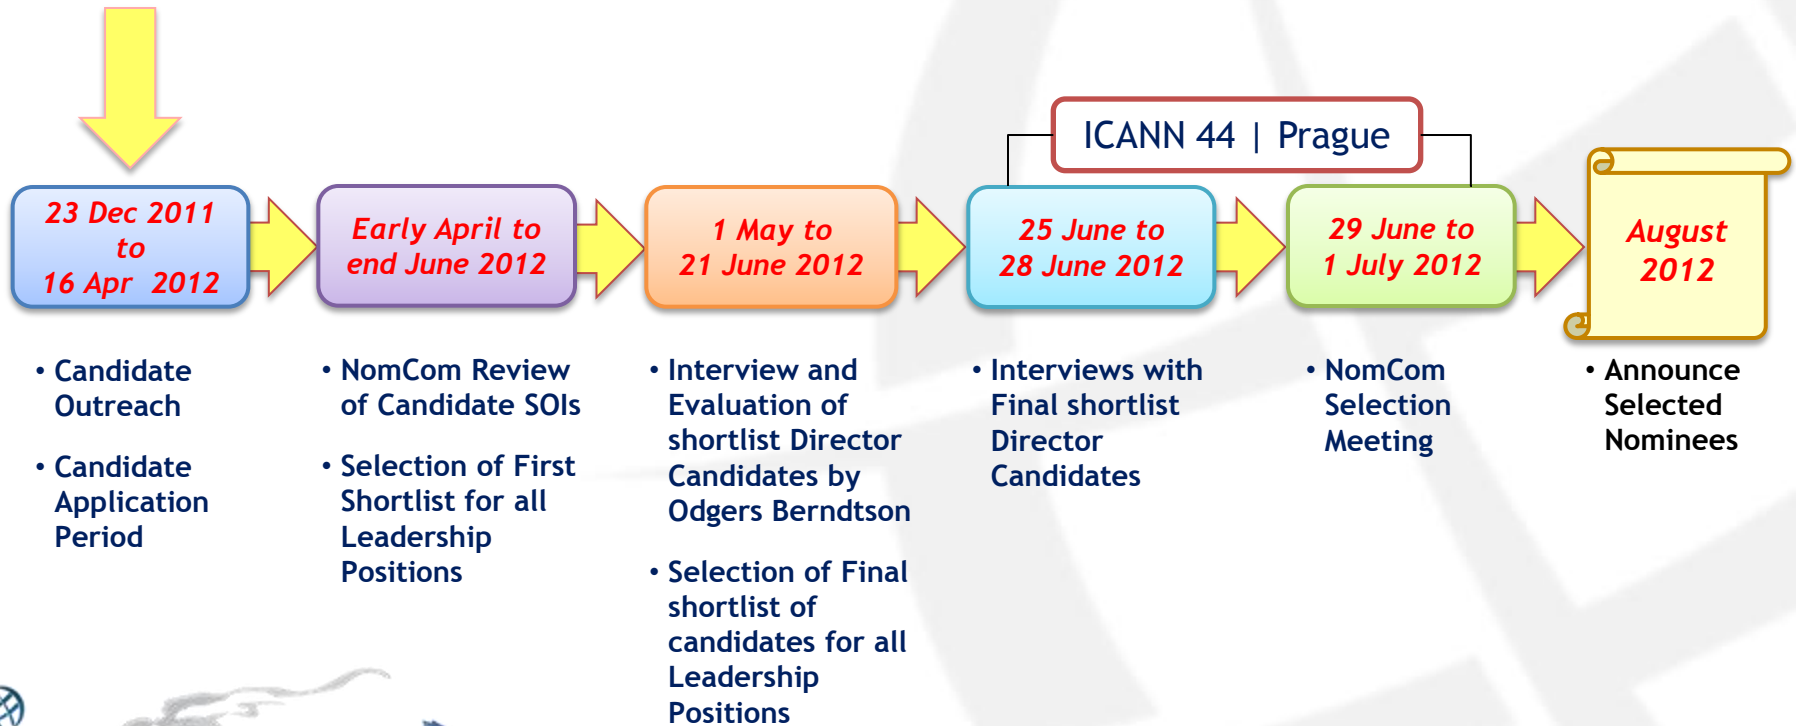 ICANN 44 | Prague
23 Dec 2011
to
16 Apr 2012
Early April to
end June 2012
1 May to
21 June 2012
25 June to
28 June 2012
29 June to
1 July 2012
August
2012
• Candidate
Outreach
• Candidate
Application
Period
• NomCom Review
of Candidate SOIs
• Selection of First
Shortlist for all
Leadership
Positions
• Interview and
Evaluation of
shortlist Director
Candidates by
Odgers Berndtson
• Selection of Final
shortlist of
candidates for all
Leadership
Positions
• Interviews with
Final shortlist
Director
Candidates
• NomCom
Selection
Meeting
• Announce
Selected
Nominees